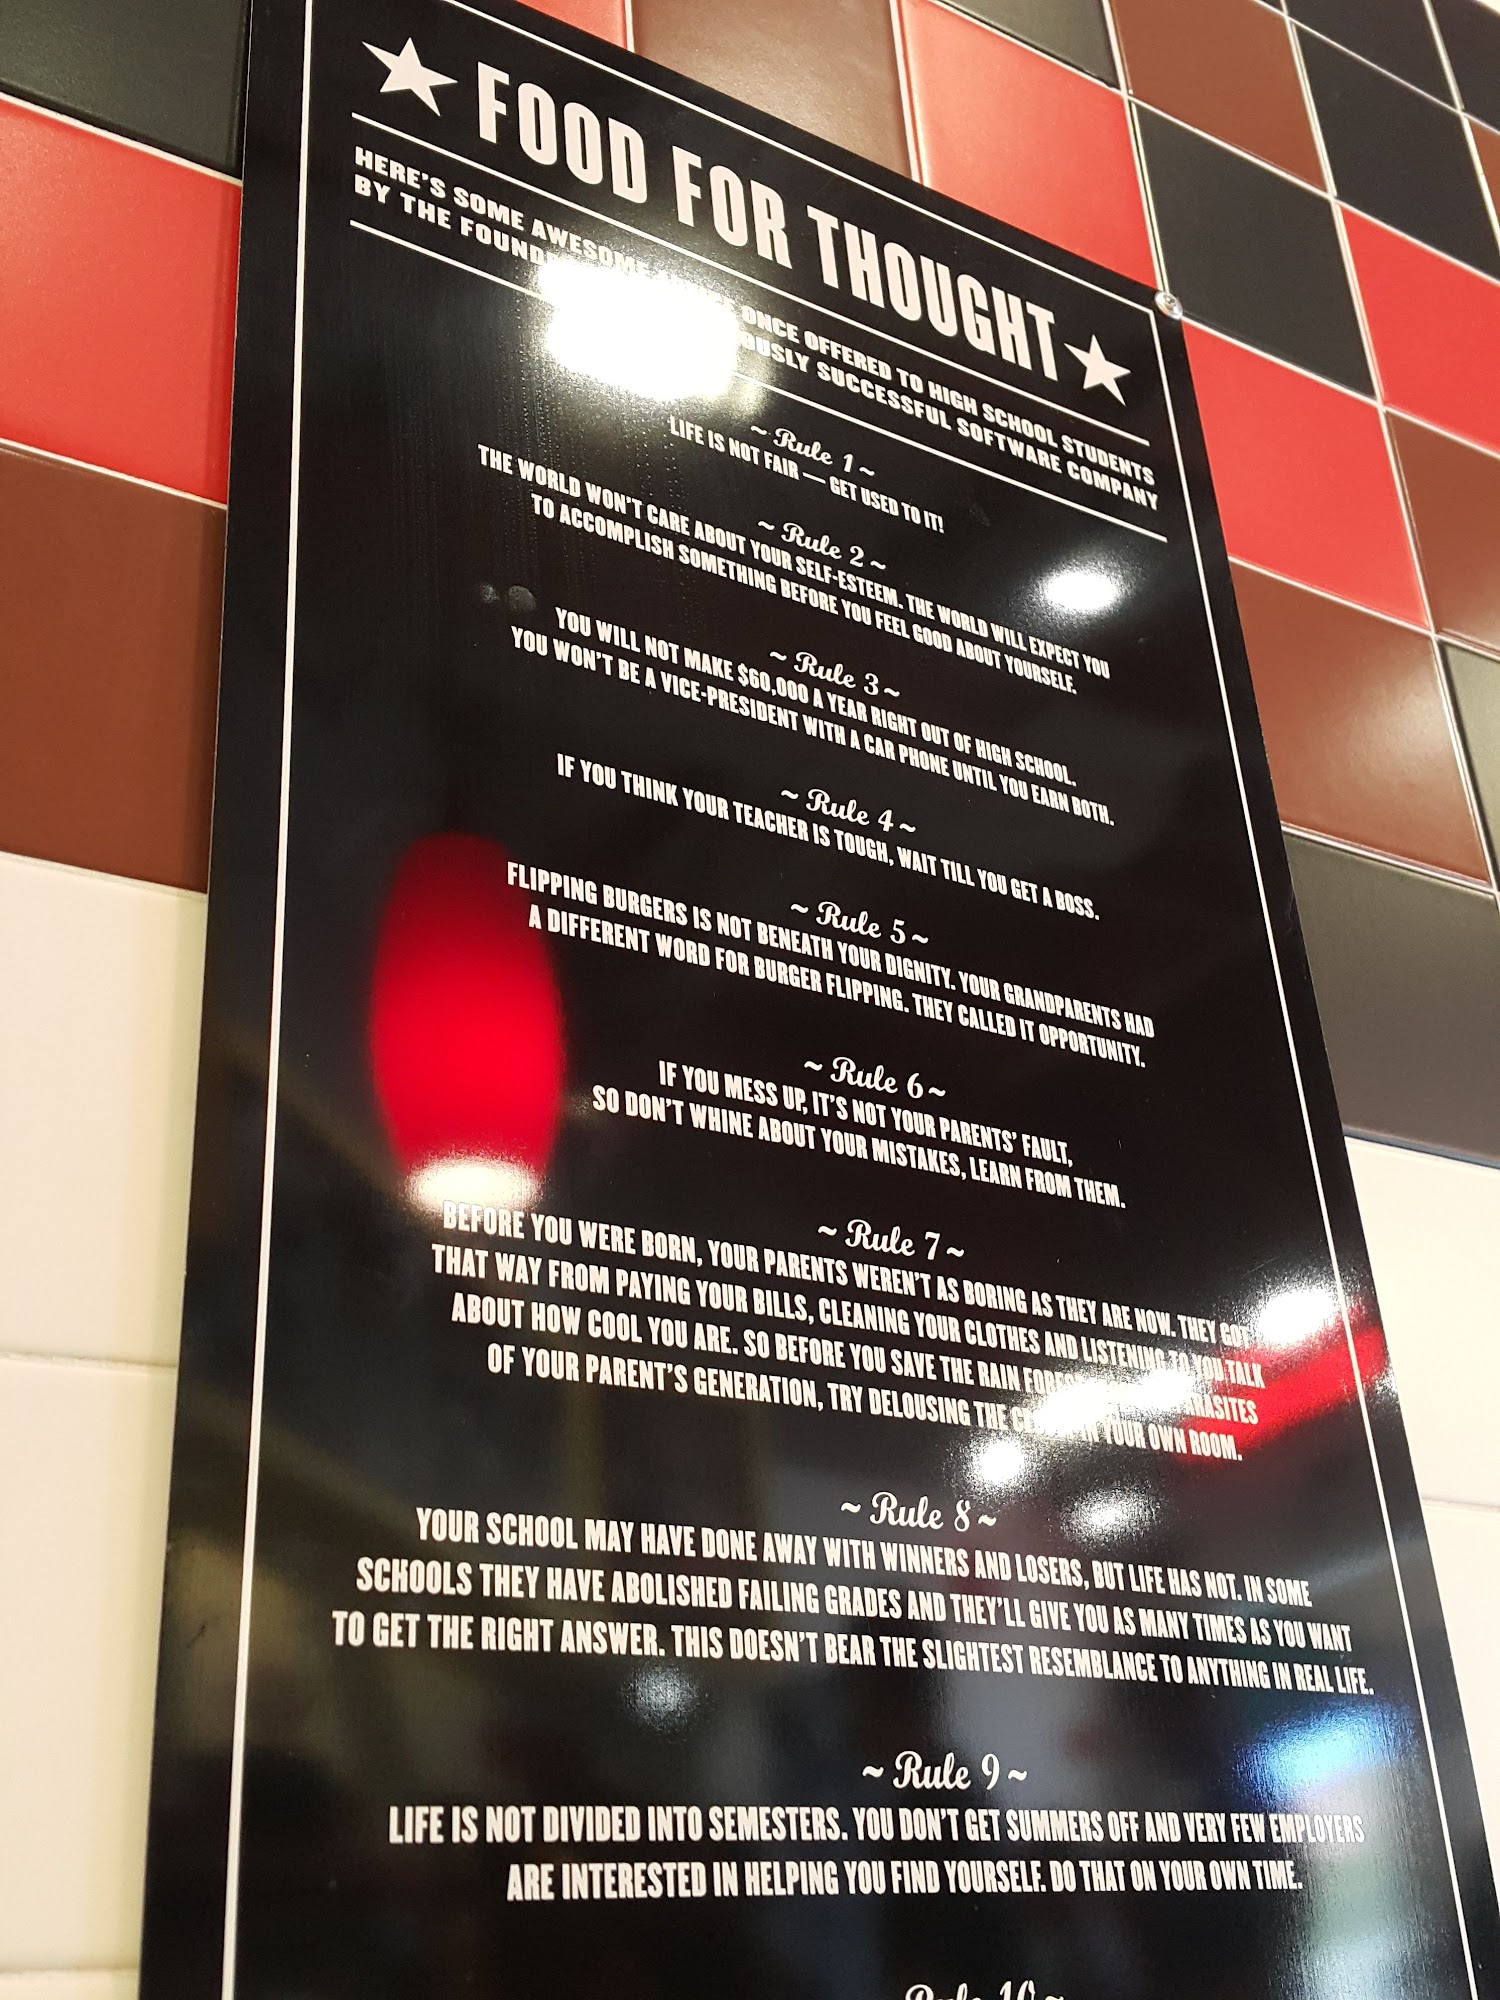 FOOD FOR THOUGHT
HERE'S SOME AWESOME ONCE OFFERED TO HIGH SCHOOL STUDENTS
BY THE SUCCESSFUL SOFTWARE COMPANY
~ Rule 1 ~
LIFE IS NOT FAIR — GET USED TO IT!
~ Rule 2 ~
THE WORLD WON'T CARE ABOUT YOUR SELF-ESTEEM. THE WORLD WILL EXPECT YOU
TO ACCOMPLISH SOMETHING BEFORE YOU FEEL GOOD ABOUT YOURSELF.
~ Rule 3 ~
YOU WILL NOT MAKE $60,000 A YEAR RIGHT OUT OF HIGH SCHOOL.
YOU WON'T BE A VICE-PRESIDENT WITH A CAR PHONE UNTIL YOU EARN BOTH.
~ Rule 4 ~
IF YOU THINK YOUR TEACHER IS TOUGH, WAIT TILL YOU GET A BOSS.
~ Rule 5 ~
FLIPPING BURGERS IS NOT BENEATH YOUR DIGNITY. YOUR GRANDPARENTS HAD
A DIFFERENT WORD FOR BURGER FLIPPING. THEY CALLED IT OPPORTUNITY.
~ Rule 6 ~
IF YOU MESS UP, IT'S NOT YOUR PARENTS' FAULT,
SO DON'T WHINE ABOUT YOUR MISTAKES, LEARN FROM THEM.
~ Rule 7 ~
BEFORE YOU WERE BORN, YOUR PARENTS WEREN'T AS BORING AS THEY ARE NOW. THEY GOT
THAT WAY FROM PAYING YOUR BILLS, CLEANING YOUR CLOTHES AND LISTENING TO YOU TALK
ABOUT HOW COOL YOU ARE. SO BEFORE YOU SAVE THE RAIN PARASITES
OF YOUR PARENT'S GENERATION, TRY DELOUSING THE IN YOUR OWN ROOM.
~ Rule 8 ~
YOUR SCHOOL MAY HAVE DONE AWAY WITH WINNERS AND LOSERS, BUT LIFE HAS NOT. IN SOME
SCHOOLS THEY HAVE ABOLISHED FAILING GRADES AND THEY'LL GIVE YOU AS MANY TIMES AS YOU WANT
TO GET THE RIGHT ANSWER. THIS DOESN'T BEAR THE SLIGHTEST RESEMBLANCE TO ANYTHING IN REAL LIFE.
~ Rule 9 ~
LIFE IS NOT DIVIDED INTO SEMESTERS. YOU DON'T GET SUMMERS OFF AND VERY FEW EMPLOYERS
ARE INTERESTED IN HELPING YOU FIND YOURSELF. DO THAT ON YOUR OWN TIME.
Rule 10 ~